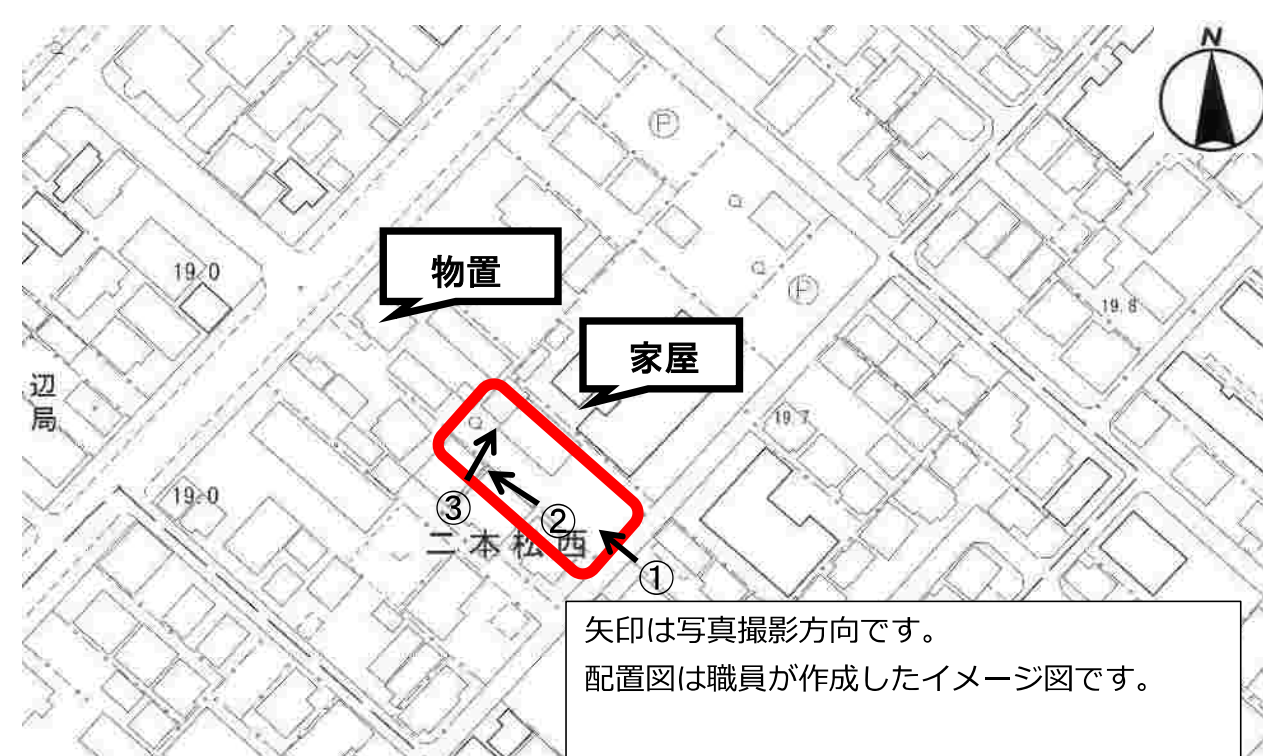 N
Ⓟ
物置
19.0
家屋
Ⓟ
19.8
辺
局
19.7
19.0
③
②
二本松西
①
矢印は写真撮影方向です。
配置図は職員が作成したイメージ図です。